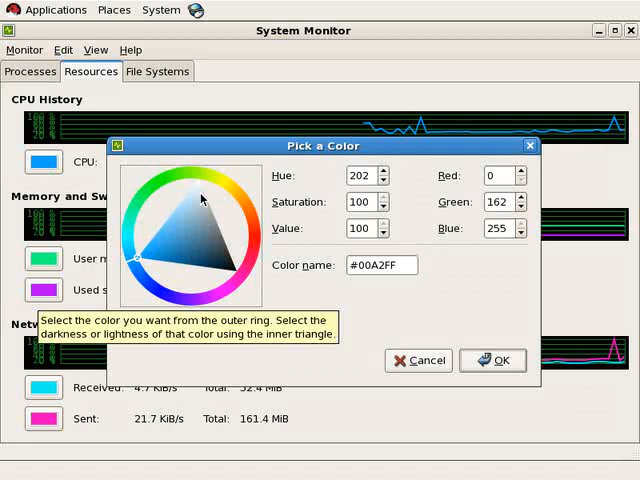 Applications Places System
System Monitor
Monitor Edit View Help
Processes Resources File Systems
CPU History
CPU:
Pick a Color
Hue: 202 Red: 0
Saturation: 100 Green: 162
Value: 100 Blue: 255
Color name: #00A2FF
Memory and Sw
User m
Used s
Select the color you want from the outer ring. Select the
darkness or lightness of that color using the inner triangle.
Netw
Cancel OK
Received: 4.7 KiB/s Total: 52.4 MiB
Sent: 21.7 KiB/s Total: 161.4 MiB